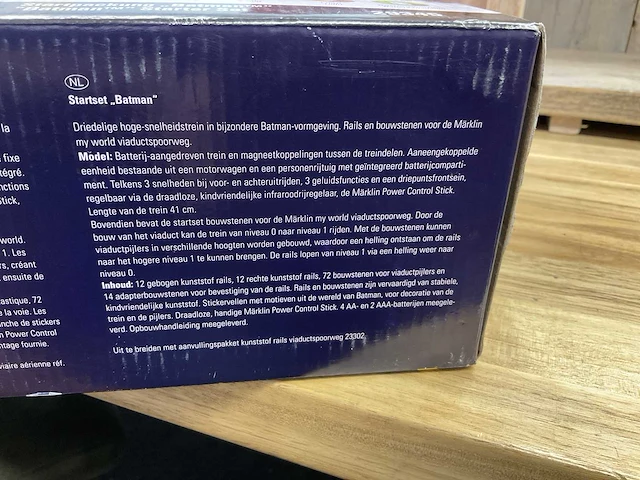 NL
Startset „Batman"
Driedelige hoge-snelheidstrein in bijzondere Batman-vormgeving. Rails en bouwstenen voor de Märklin
my world viaductspoorweg.
Model: Batterij-aangedreven trein en magneetkoppelingen tussen de treindelen. Aaneengekoppelde
eenheid bestaande uit een motorwagen en een personenrijtuig met geïntegreerd batterijcomparti-
ment. Telkens 3 snelheden bij voor- en achteruitrijden, 3 geluidsfuncties en een driepuntsfrontsein,
regelbaar via de draadloze, kindvriendelijke infraroodrijregelaar, de Märklin Power Control Stick.
Lengte van de trein 41 cm.
Bovendien bevat de startset bouwstenen voor de Märklin my world viaductspoorweg. Door de
bouw van het viaduct kan de trein van niveau 0 naar niveau 1 rijden. Met de bouwstenen kunnen
viaductpijlers in verschillende hoogten worden gebouwd, waardoor een helling ontstaan om de rails
naar het hogere niveau 1 te kunnen brengen. De rails lopen van niveau 1 via een helling weer naar
niveau 0.
Inhoud: 12 gebogen kunststof rails, 12 rechte kunststof rails, 72 bouwstenen voor viaductpijlers en
14 adapterbouwstenen voor bevestiging van de rails. Rails en bouwstenen zijn vervaardigd van stabiele,
kindvriendelijke kunststof. Stickervellen met motieven uit de wereld van Batman, voor decoratie van de
trein en de pijlers. Draadloze, handige Märklin Power Control Stick. 4 AA- en 2 AAA-batterijen meegele-
verd. Opbouwhandleiding meegeleverd.
Uit te breiden met aanvullingspakket kunststof rails viaductspoorweg 23302.
la
fixe
tégré.
nctions
stick,
world.
1. Les
rs, créant
ensuite de
astique, 72
e la voie. Les
anche de stickers
n Power Control
ntage fournie.
viaire aérienne réf.